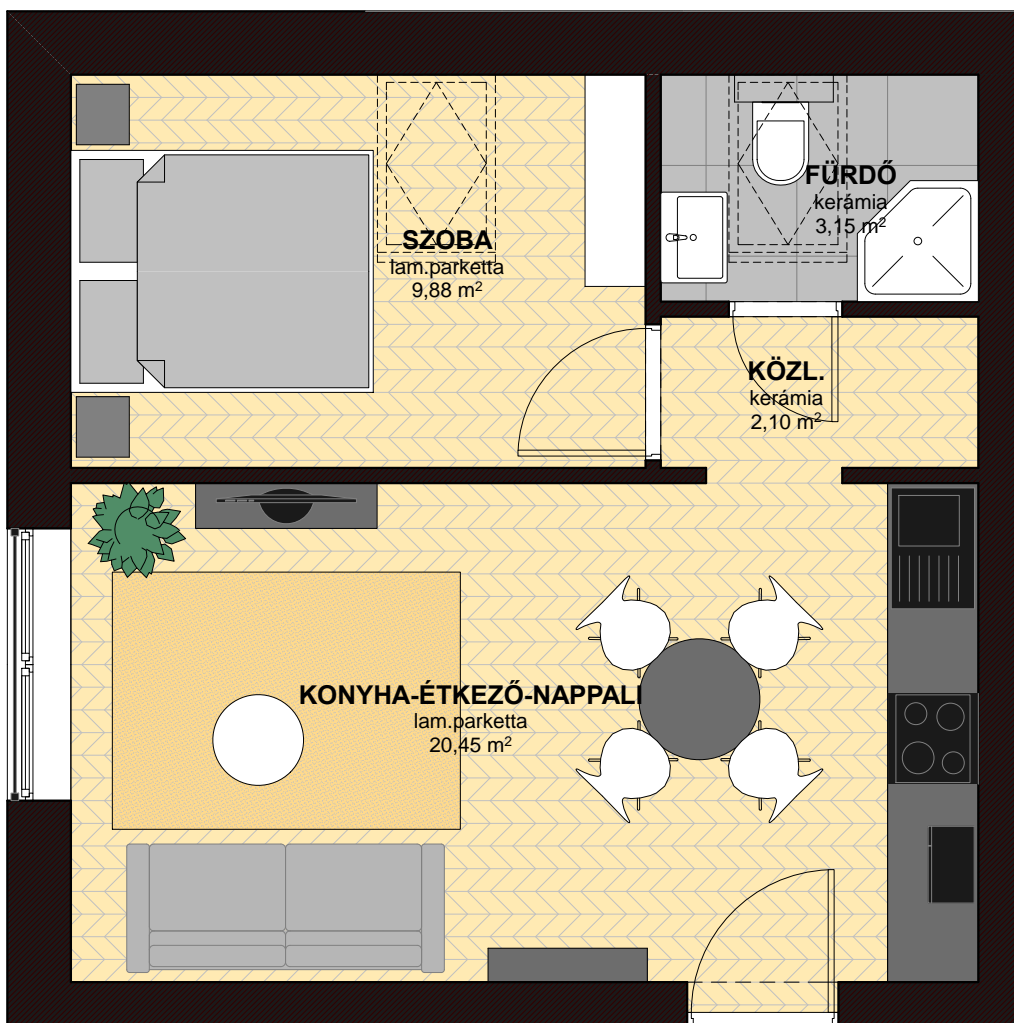 SZOBA
lam.parketta
9,88 m²
FÜRDŐ
kerámia
3,15 m²
KÖZL.
kerámia
2,10 m²
KONYHA-ÉTKEZŐ-NAPPALI
lam.parketta
20,45 m²